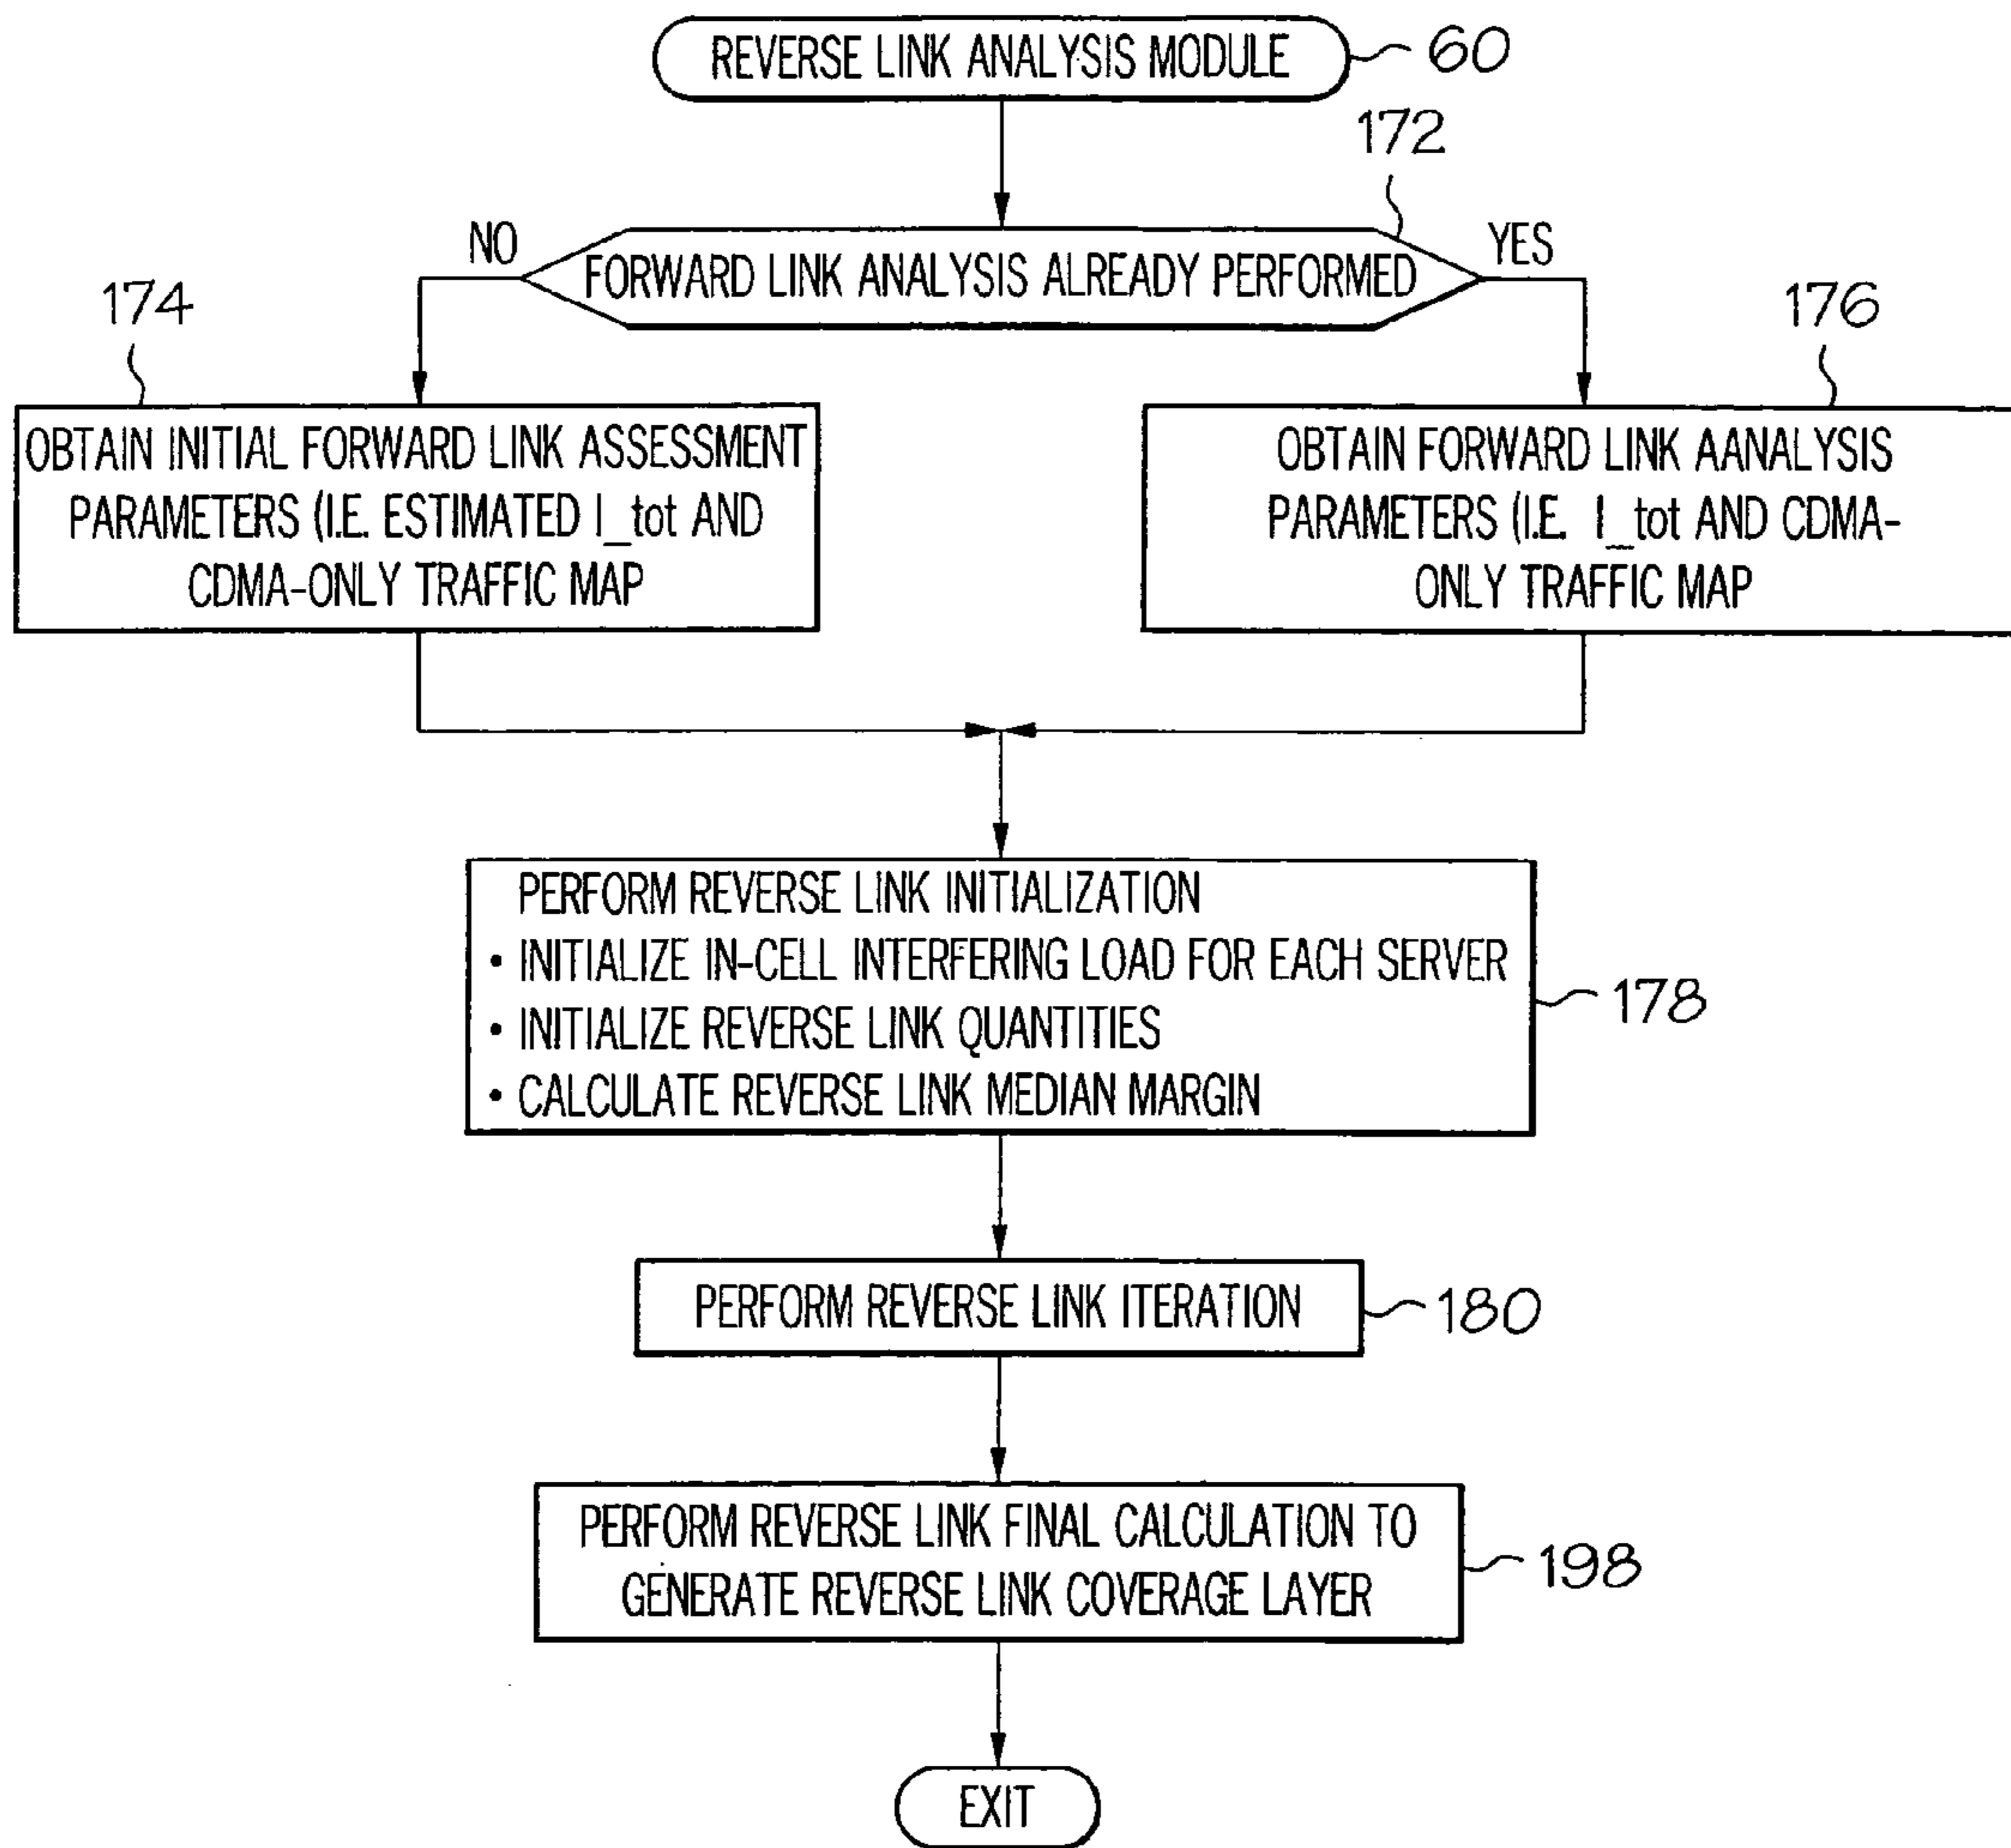 REVERSE LINK ANALYSIS MODULE
60
172
NO
YES
FORWARD LINK ANALYSIS ALREADY PERFORMED
174
176
OBTAIN INITIAL FORWARD LINK ASSESSMENT
PARAMETERS (I.E. ESTIMATED I_tot AND
CDMA-ONLY TRAFFIC MAP
OBTAIN FORWARD LINK AANALYSIS
PARAMETERS (I.E. I_tot AND CDMA-
ONLY TRAFFIC MAP
PERFORM REVERSE LINK INITIALIZATION
• INITIALIZE IN-CELL INTERFERING LOAD FOR EACH SERVER
• INITIALIZE REVERSE LINK QUANTITIES
• CALCULATE REVERSE LINK MEDIAN MARGIN
178
PERFORM REVERSE LINK ITERATION
180
PERFORM REVERSE LINK FINAL CALCULATION TO
GENERATE REVERSE LINK COVERAGE LAYER
198
EXIT